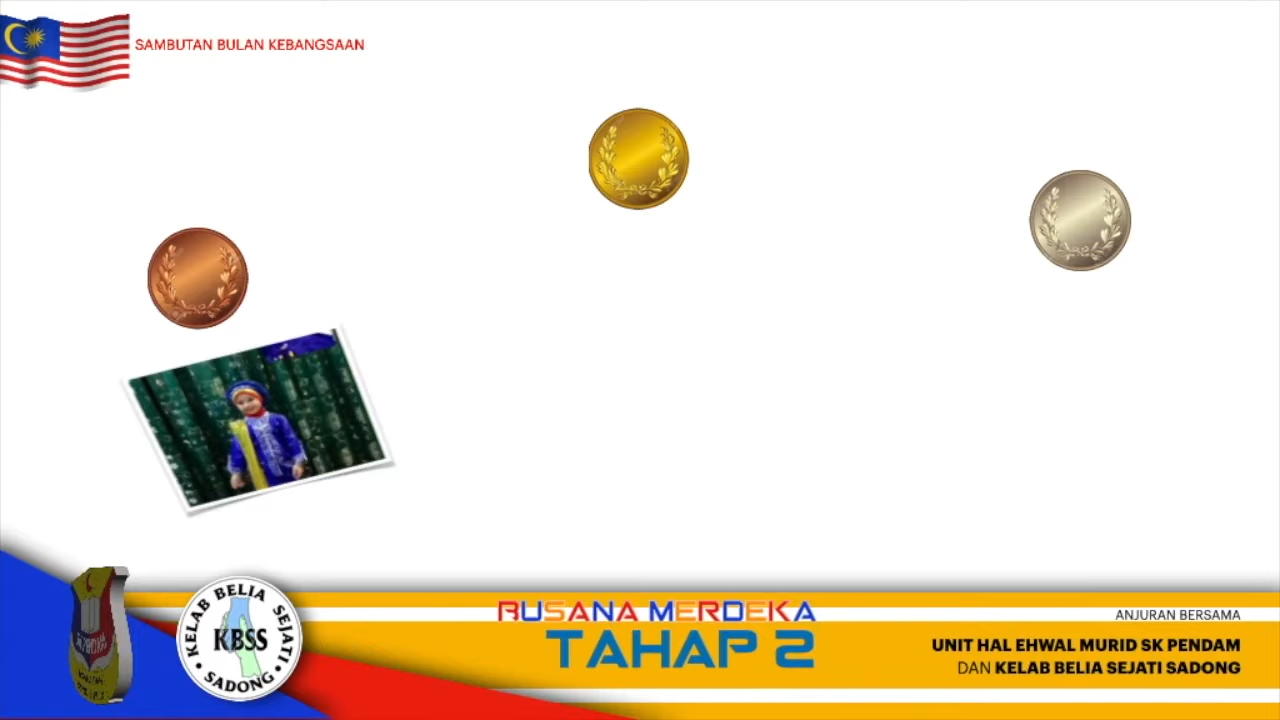 SAMBUTAN BULAN KEBANGSAAN
KELAB BELIA SEJATI
KBSS
• SADONG •
BUSANA MERDEKA
TAHAP 2
ANJURAN BERSAMA
UNIT HAL EHWAL MURID SK PENDAM
DAN KELAB BELIA SEJATI SADONG